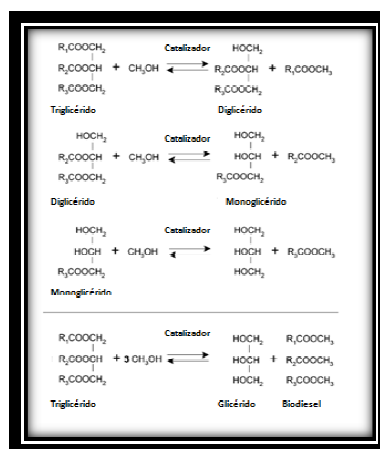 R₁COOCH₂ Catalizador HOCH₂
R₂COOCH + CH₃OH R₂COOCH + R₁COOCH₃
R₃COOCH₂ R₃COOCH₂
Triglicérido Diglicérido
HOCH₂ Catalizador HOCH₂
R₂COOCH + CH₃OH HOCH + R₂COOCH₃
R₃COOCH₂ R₃COOCH₂
Diglicérido Monoglicérido
HOCH₂ Catalizador HOCH₂
HOCH + CH₃OH HOCH + R₃COOCH₃
R₃COOCH₂ HOCH₂
Monoglicérido
R₁COOCH₂ Catalizador HOCH₂ R₁COOCH₃
R₂COOCH + 3 CH₃OH HOCH + R₂COOCH₃
R₃COOCH₂ HOCH₂ R₃COOCH₃
Triglicérido Glicérido Biodiesel